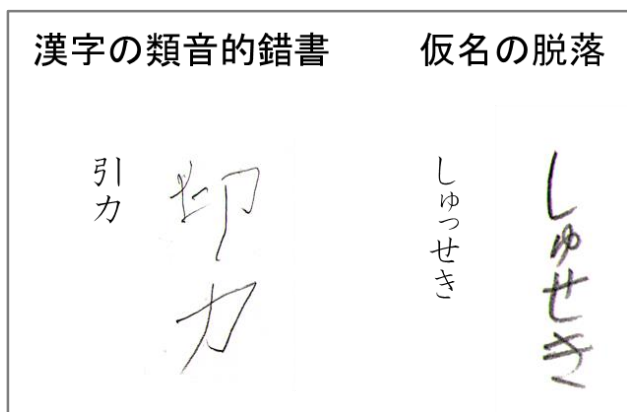 漢字の類音的錯書
引力
印力
仮名の脱落
しゅっせき
しゅせき